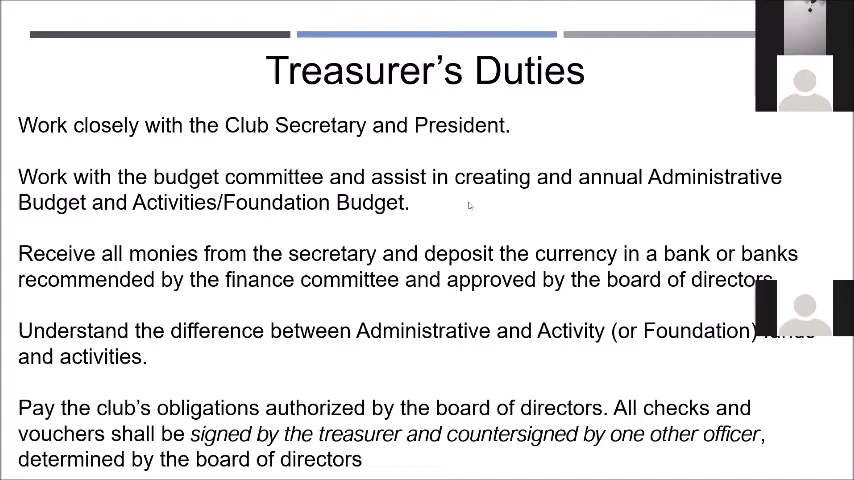 Treasurer's Duties
Work closely with the Club Secretary and President.
Work with the budget committee and assist in creating and annual Administrative
Budget and Activities/Foundation Budget.
Receive all monies from the secretary and deposit the currency in a bank or banks
recommended by the finance committee and approved by the board of directors.
Understand the difference between Administrative and Activity (or Foundation) funds
and activities.
Pay the club's obligations authorized by the board of directors. All checks and
vouchers shall be signed by the treasurer and countersigned by one other officer,
determined by the board of directors